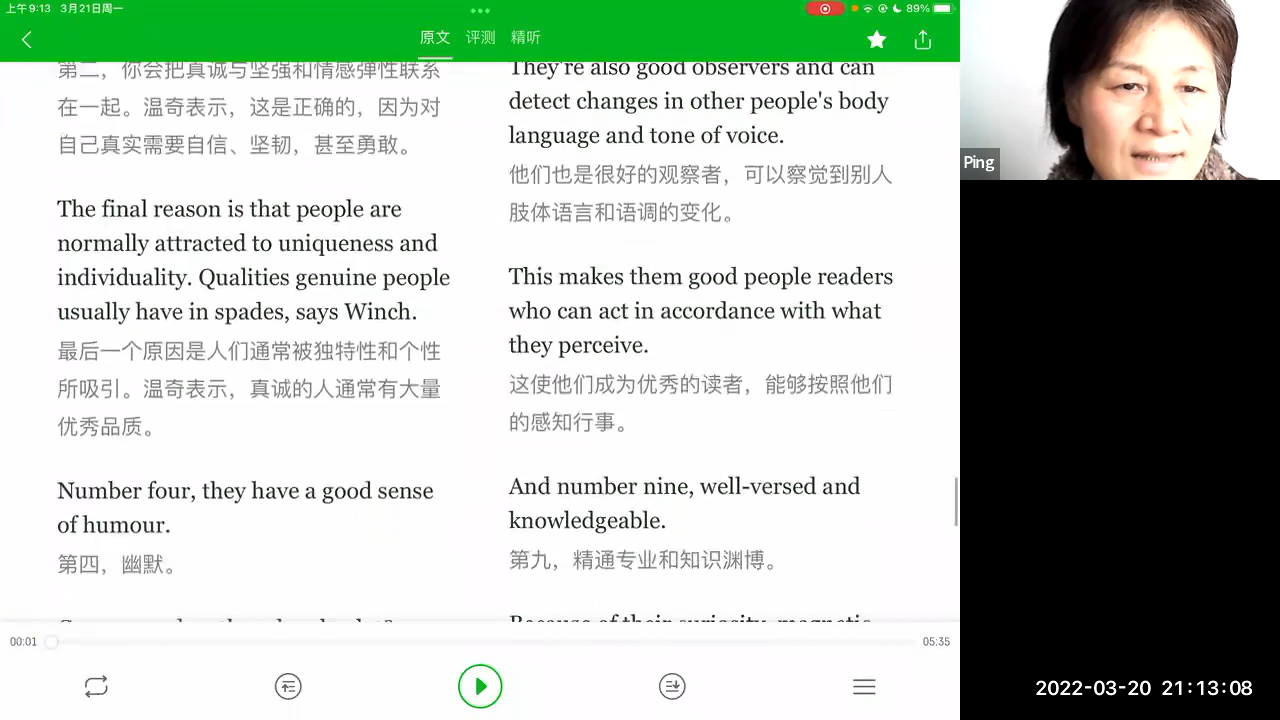 上午9:13 3月21日周一
89%
原文 评测 精听
第二，你会把真诚与坚强和情感弹性联系
在一起。温奇表示，这是正确的，因为对
自己真实需要自信、坚韧，甚至勇敢。
The final reason is that people are
normally attracted to uniqueness and
individuality. Qualities genuine people
usually have in spades, says Winch.
最后一个原因是人们通常被独特性和个性
所吸引。温奇表示，真诚的人通常有大量
优秀品质。
Number four, they have a good sense
of humour.
第四，幽默。
They're also good observers and can
detect changes in other people's body
language and tone of voice.
他们也是很好的观察者，可以察觉到别人
肢体语言和语调的变化。
This makes them good people readers
who can act in accordance with what
they perceive.
这使他们成为优秀的读者，能够按照他们
的感知行事。
And number nine, well-versed and
knowledgeable.
第九，精通专业和知识渊博。
Because of their curiosity, magnetic
00:01
05:35
Ping
2022-03-20 21:13:08